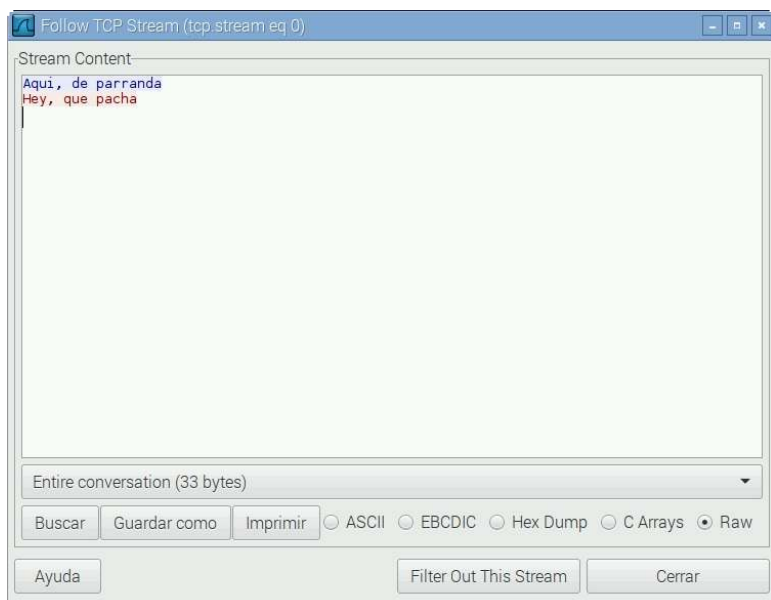 Follow TCP Stream (tcp.stream eq 0)
Stream Content
Aqui, de parranda
Hey, que pacha
Entire conversation (33 bytes)
Buscar Guardar como Imprimir ASCII EBCDIC Hex Dump C Arrays Raw
Ayuda Filter Out This Stream Cerrar